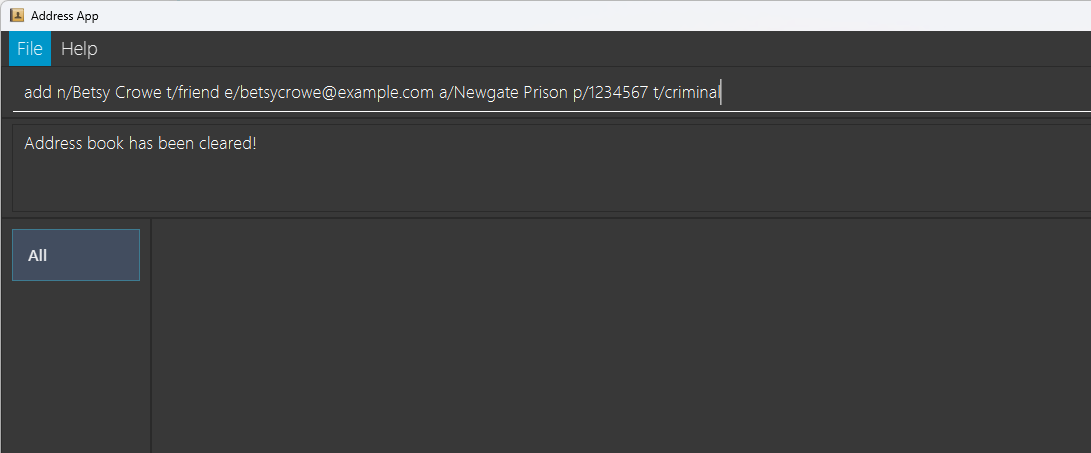 Address App
File Help
add n/Betsy Crowe t/friend e/betsycrowe@example.com a/Newgate Prison p/1234567 t/criminal
Address book has been cleared!
All